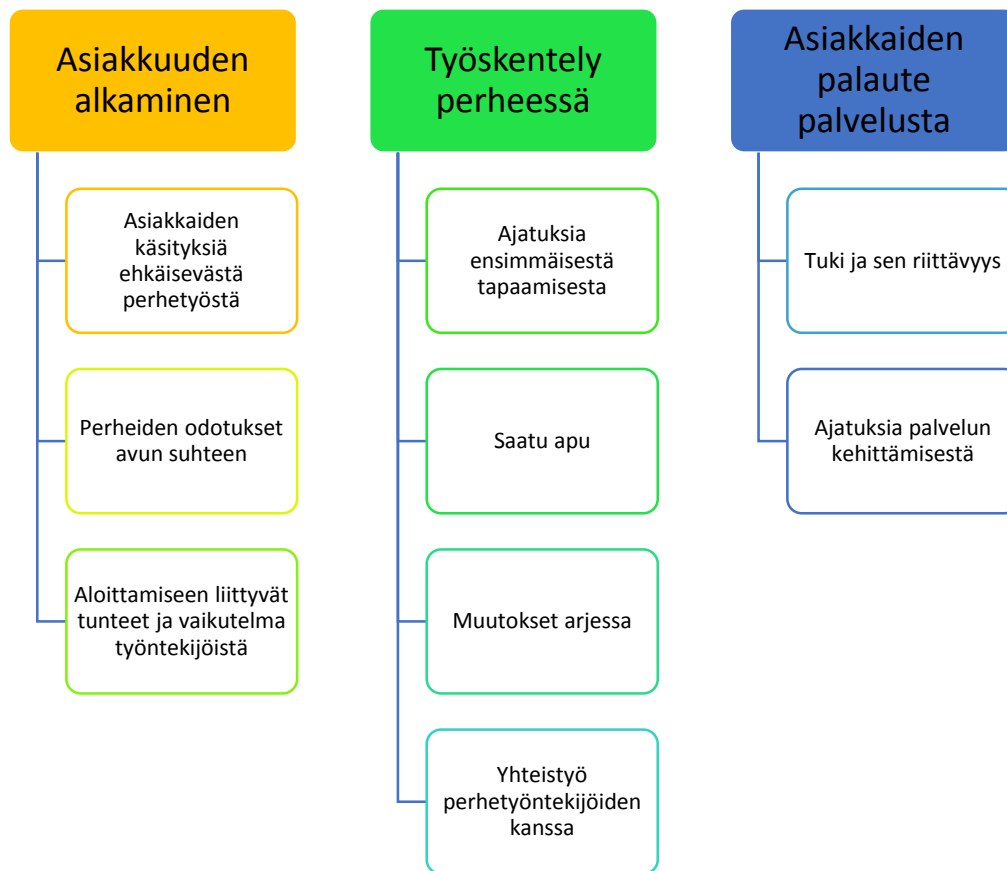 Asiakkuuden
alkaminen
Asiakkaiden
käsityksiä
ehkäisevästä
perhetyöstä
Perheiden odotukset
avun suhteen
Aloittamiseen liittyvät
tunteet ja vaikutelma
työntekijöistä
Työskentely
perheessä
Ajatuksia
ensimmäisestä
tapaamisesta
Saatu apu
Muutokset arjessa
Yhteistyö
perhetyöntekijöiden
kanssa
Asiakkaiden
palaute
palvelusta
Tuki ja sen riittävyys
Ajatuksia palvelun
kehittämisestä